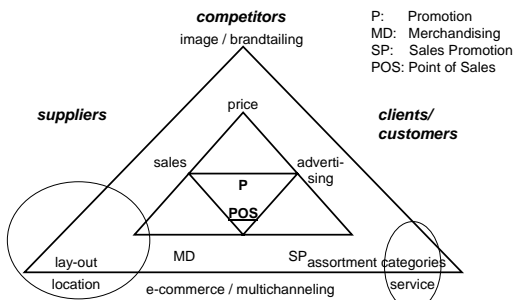 competitors
image / brandtailing
P: Promotion
MD: Merchandising
SP: Sales Promotion
POS: Point of Sales
suppliers
price
clients/
customers
sales
adverti-
sing
P
POS
MD
SP
lay-out
assortment categories
location
e-commerce / multichanneling
service